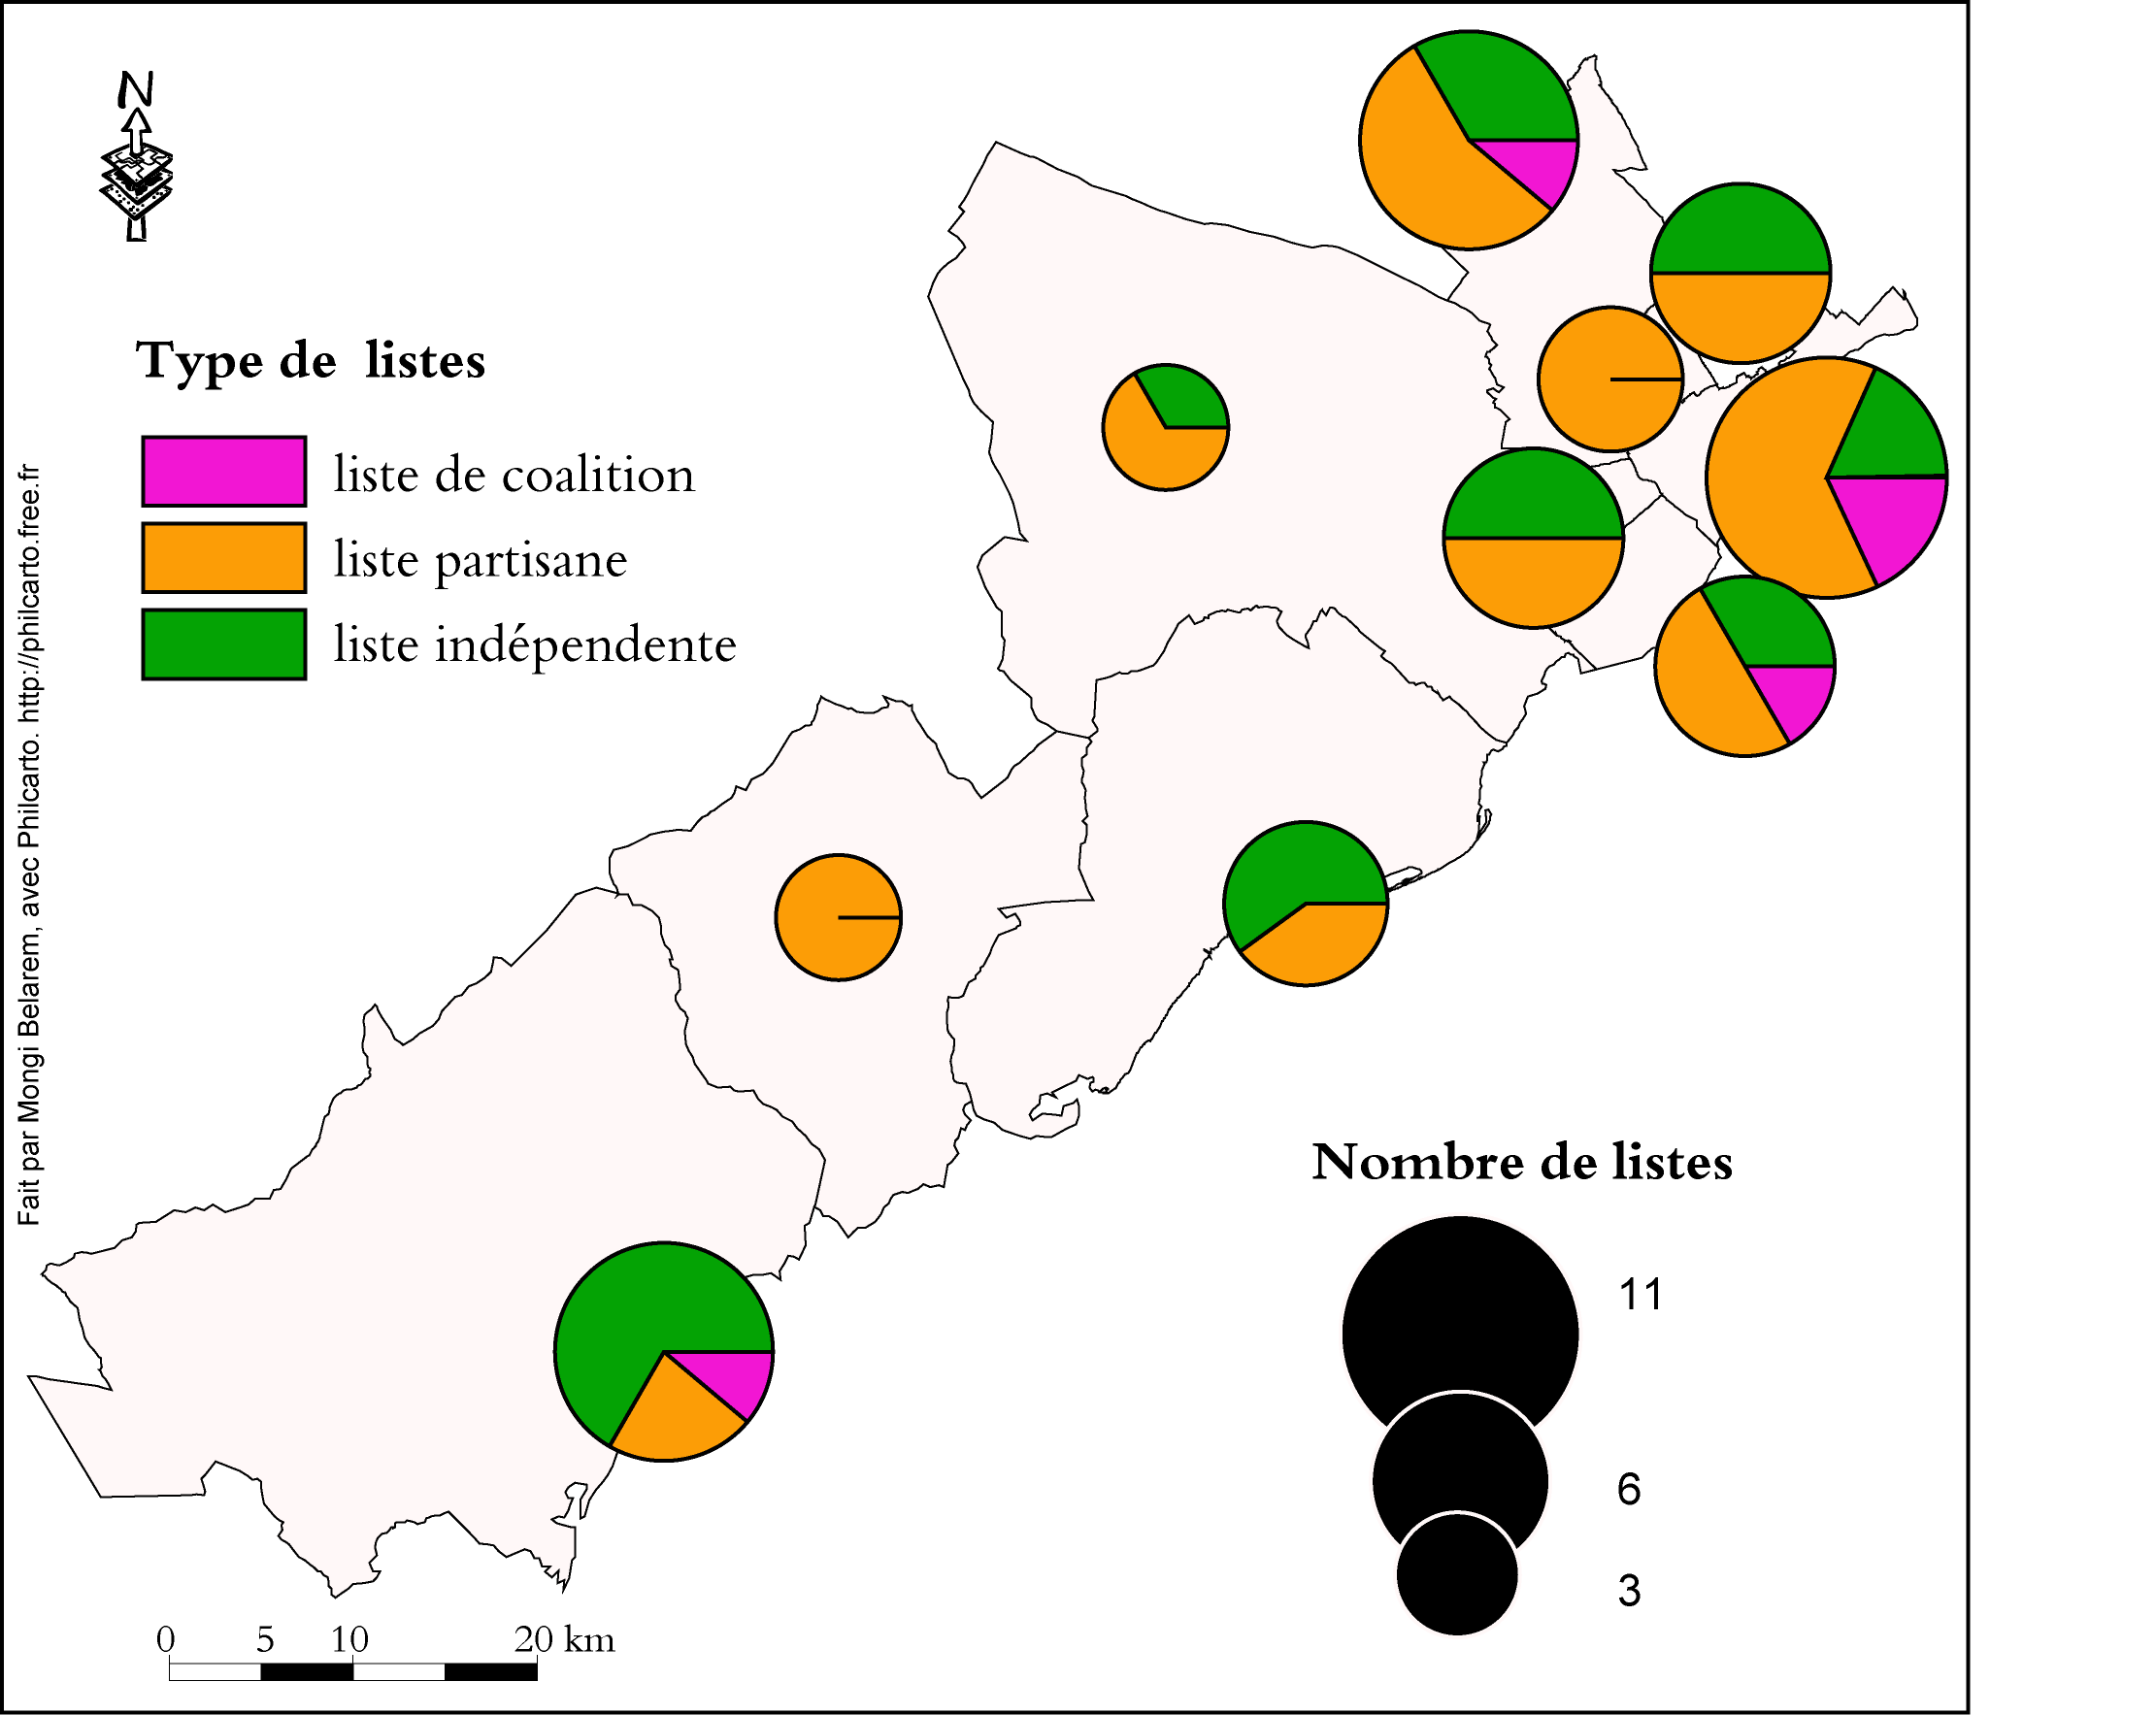 N
Type de listes
liste de coalition
liste partisane
liste indépendente
Fait par Mongi Belarem, avec Philcarto. http://philcarto.free.fr
Nombre de listes
11
6
3
0 5 10 20 km